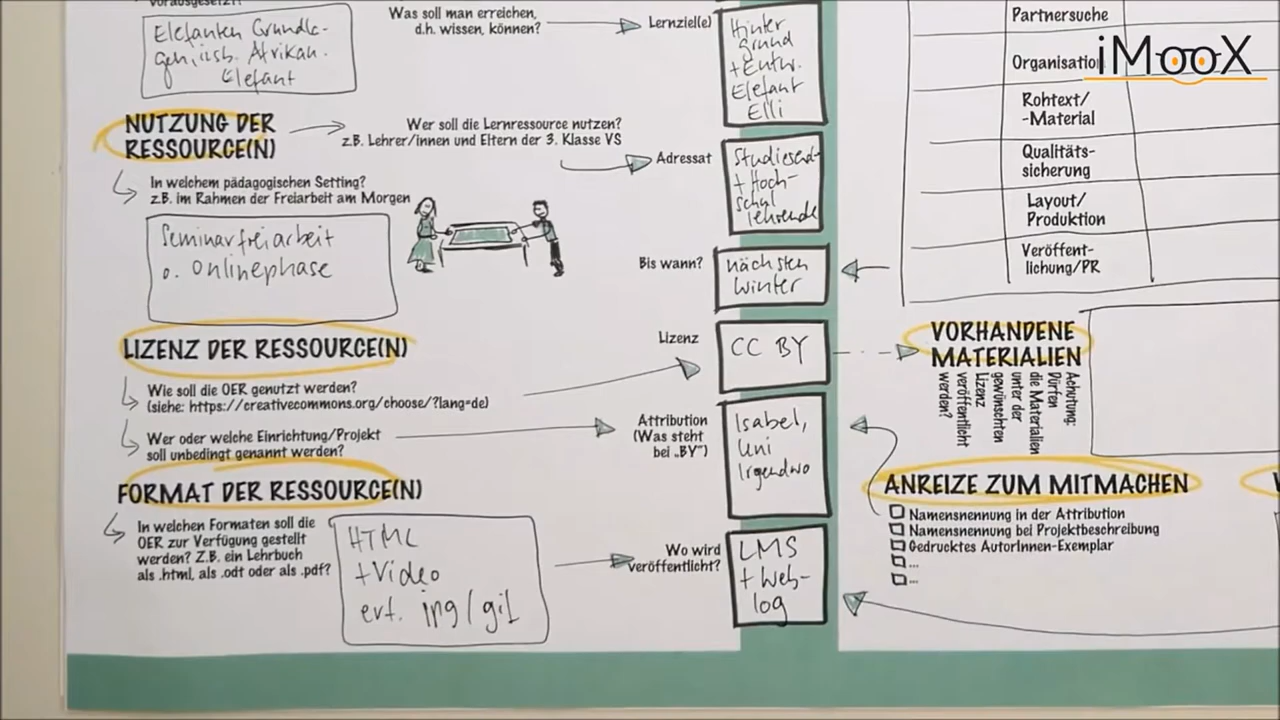 vorausgesetzt?
Elefanten
Afrikan.
Elefant
Was soll man erreichen,
d.h. wissen, können?
Lernziel(e)
Hinter
grund
+ Entw.
Elefant
Elli
NUTZUNG DER
RESSOURCE(N)
Wer soll die Lernressource nutzen?
z.B. Lehrer/innen und Eltern der 3. Klasse VS
Adressat
Studierend
+ Hoch-
schul
lehrende
In welchem pädagogischen Setting?
z.B. im Rahmen der Freiarbeit am Morgen
Seminarfreiarbeit
o. Onlinephase
Bis wann?
nächsten
Winter
LIZENZ DER RESSOURCE(N)
Lizenz
CC BY
Wie soll die OER genutzt werden?
(siehe: https://creativecommons.org/choose/?lang=de)
Wer oder welche Einrichtung/Projekt
soll unbedingt genannt werden?
Attribution
(Was steht
bei „BY")
Isabel,
Uni
Irgendwo
FORMAT DER RESSOURCE(N)
In welchen Formaten soll die
OER zur Verfügung gestellt
werden? Z.B. ein Lehrbuch
als .html, als .odt oder als .pdf?
HTML
+ Video
evt.
Wo wird
veröffentlicht?
LMS
+ Web-
log
Partnersuche
Organisation
iMooX
Rohtext/
-Material
Qualitäts-
sicherung
Layout/
Produktion
Veröffent-
lichung/PR
VORHANDENE
MATERIALIEN
Achutung:
Dürfen
die Materialien
unter der
gewünschten
Lizenz
veröffentlicht
werden?
ANREIZE ZUM MITMACHEN
Namensnennung in der Attribution
Namensnennung bei Projektbeschreibung
Gedrucktes AutorInnen-Exemplar
...
...